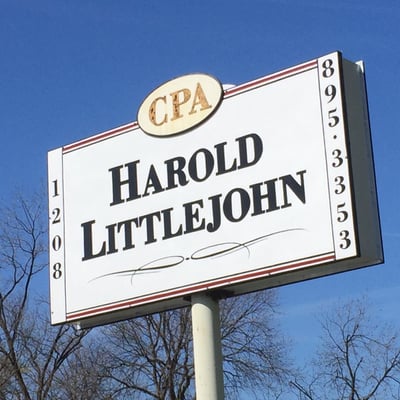 CPA
HAROLD
LITTLEJOHN
1208
895·3353